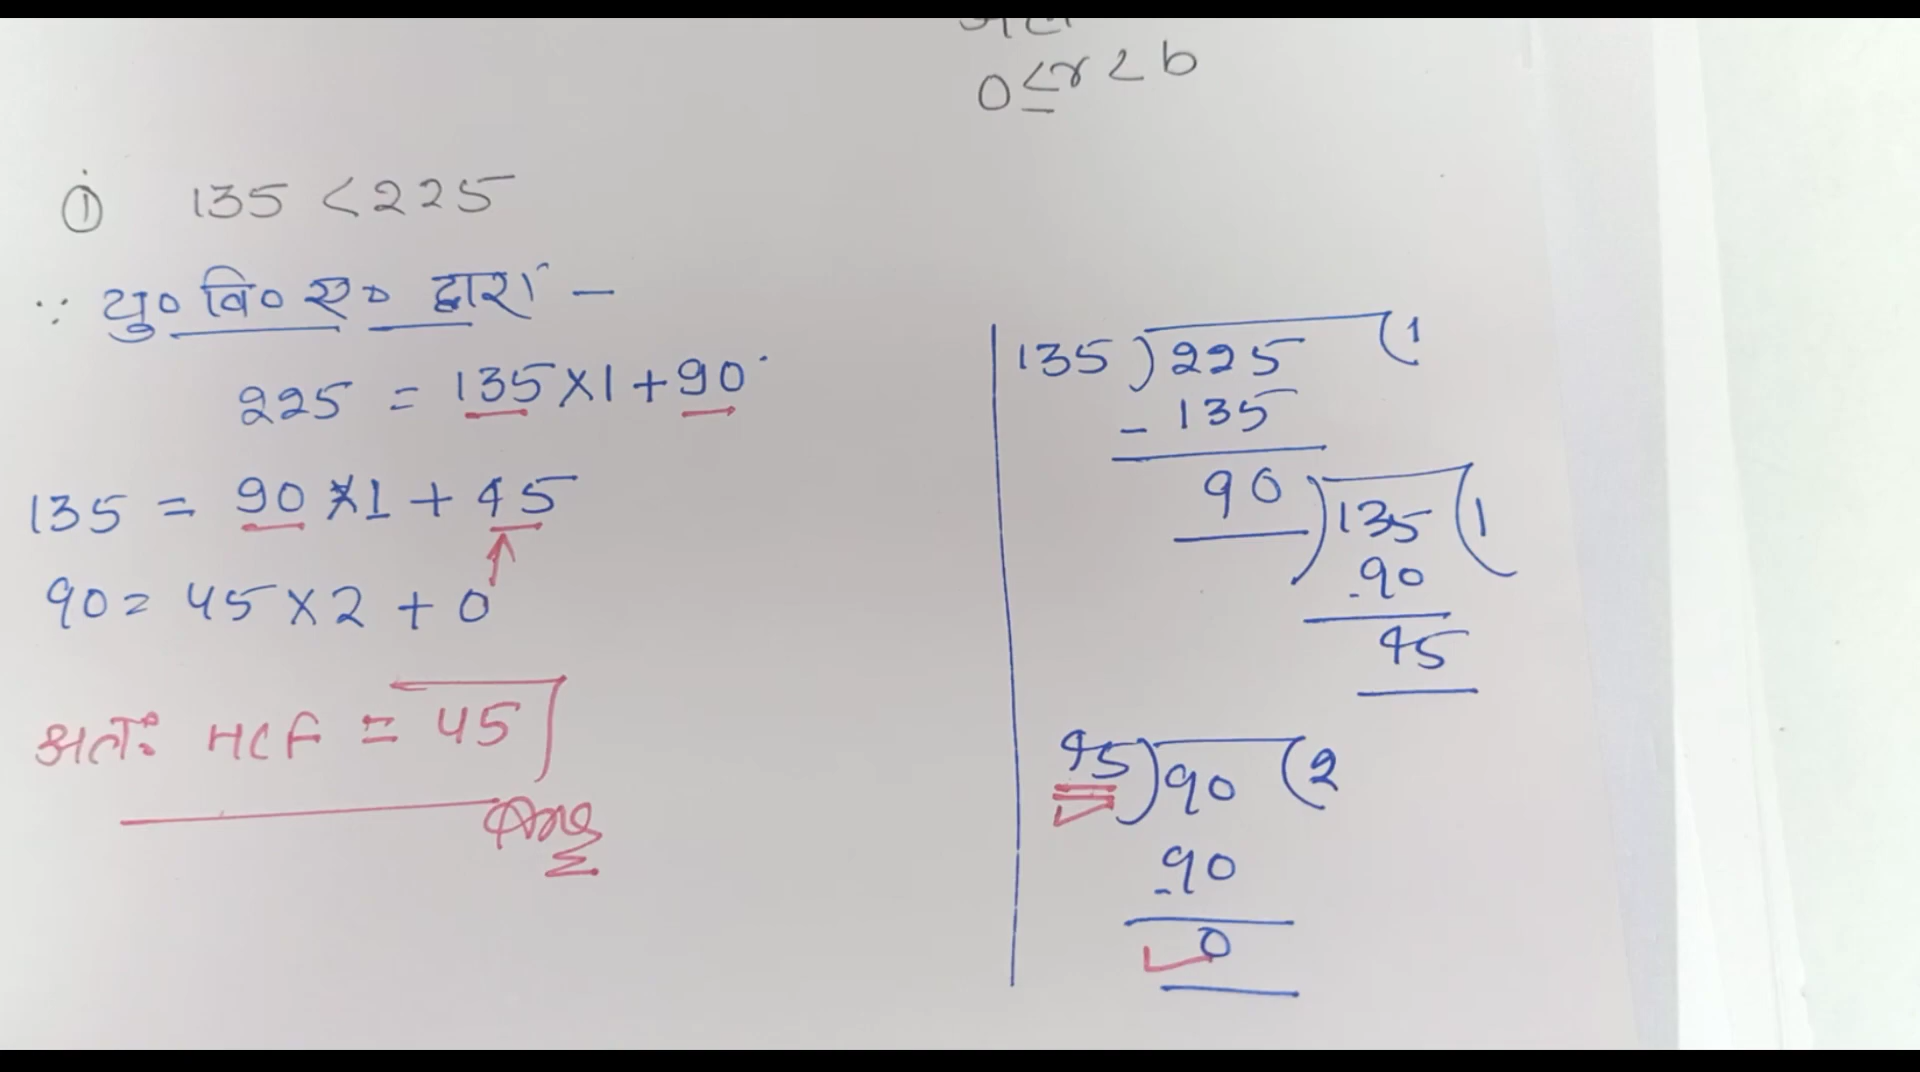 0 ≤ r < b
① 135 < 225
∵ यु० वि० ए० द्वारा –
225 = 135 × 1 + 90
135 = 90 × 1 + 45
90 = 45 × 2 + 0
अतः HCF = 45
Ans
135 ) 225 ( 1
- 135
90 ) 135 ( 1
- 90
45
45 ) 90 ( 2
- 90
0